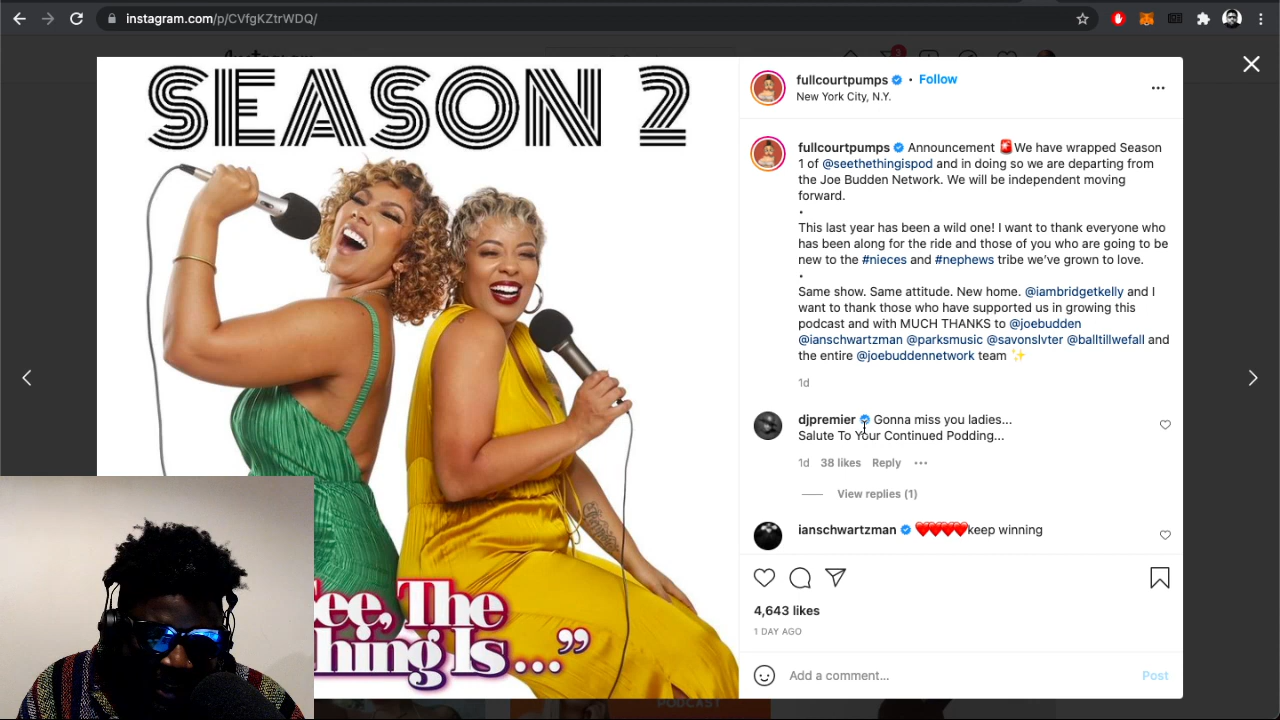 instagram.com/p/CVfgKZtrWDQ/
3
SEASON 2
fullcourtpumps • Follow
New York City, N.Y.
fullcourtpumps Announcement 🚨We have wrapped Season
1 of @seethethingispod and in doing so we are departing from
the Joe Budden Network. We will be independent moving
forward.
•
This last year has been a wild one! I want to thank everyone who
has been along for the ride and those of you who are going to be
new to the #nieces and #nephews tribe we've grown to love.
•
Same show. Same attitude. New home. @iambridgetkelly and I
want to thank those who have supported us in growing this
podcast and with MUCH THANKS to @joebudden
@ianschwartzman @parksmusic @savonslvter @balltillwefall and
the entire @joebuddennetwork team ✨
1d
djpremier Gonna miss you ladies...
Salute To Your Continued Podding...
1d 38 likes Reply •••
View replies (1)
ianschwartzman ❤️❤️❤️❤️keep winning
4,643 likes
1 DAY AGO
Add a comment... Post
ee, The
hing Is...”
PODCAST